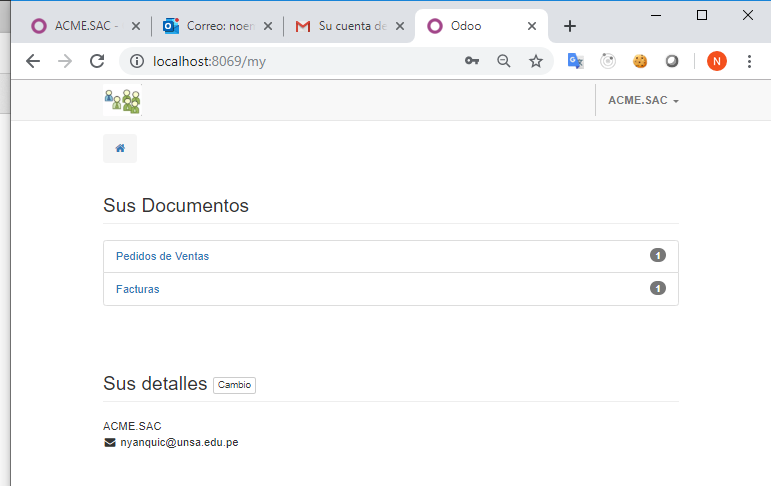 ACME.SAC -
Correo: noen
Su cuenta de
Odoo
localhost:8069/my
N
ACME.SAC
Sus Documentos
Pedidos de Ventas 1
Facturas 1
Sus detalles Cambio
ACME.SAC
nyanquic@unsa.edu.pe